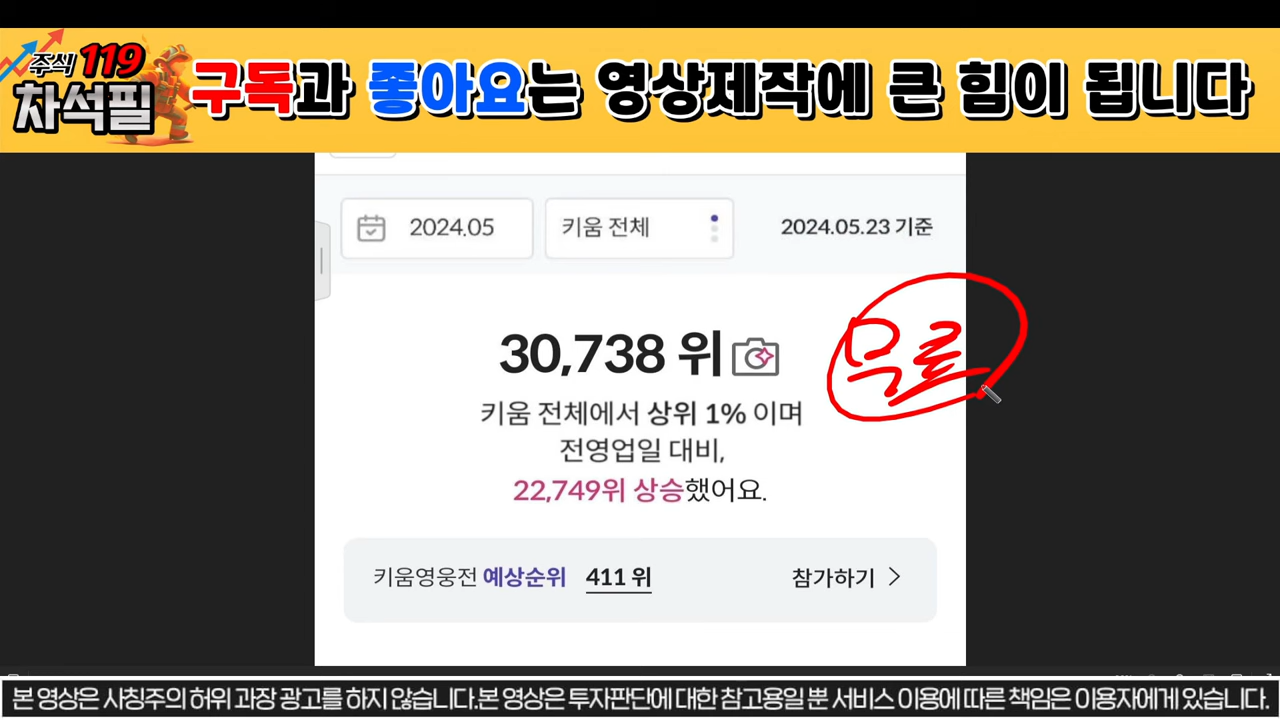 주식 119
차석필
구독과 좋아요는 영상제작에 큰 힘이 됩니다
2024.05
키움 전체
2024.05.23 기준
30,738 위
무료
키움 전체에서 상위 1% 이며
전영업일 대비,
22,749위 상승했어요.
키움영웅전 예상순위 411 위
참가하기
본 영상은 사칭주의 허위 과장 광고를 하지 않습니다.본 영상은 투자판단에 대한 참고용일 뿐 서비스 이용에 따른 책임은 이용자에게 있습니다.